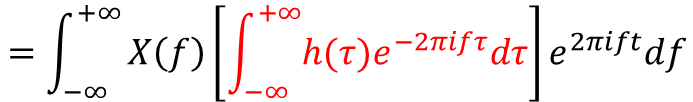 = ∫_{-∞}^{+∞} X(f) [∫_{-∞}^{+∞} h(τ)e^{-2πifτ}dτ] e^{2πift}df